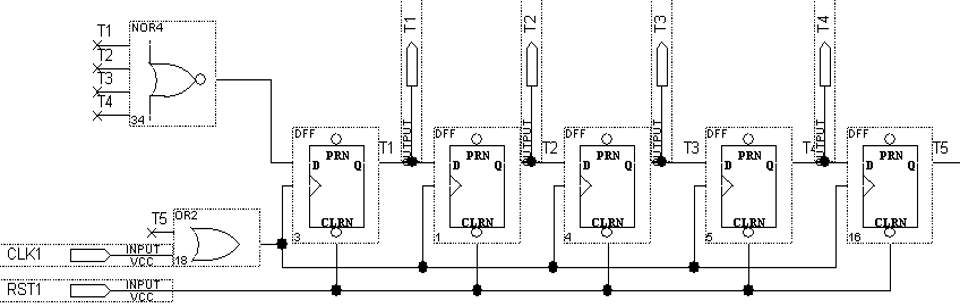 T1 T2 T3 T4
NOR4
T1
T2
T3
T4
34
DFF DFF DFF DFF DFF
PRN PRN PRN PRN PRN
D Q D Q D Q D Q D Q
T1 T2 T3 T4 T5
OUTPUT OUTPUT OUTPUT OUTPUT
CLRN CLRN CLRN CLRN CLRN
3 1 4 5 16
T5
OR2
18
CLK1 INPUT
VCC
RST1 INPUT
VCC